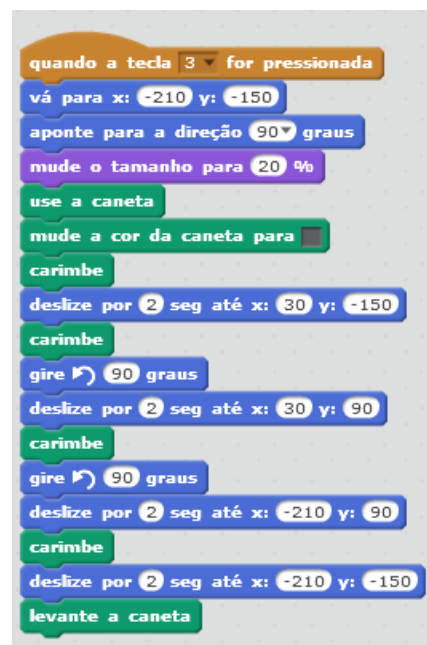 quando a tecla 3 for pressionada
vá para x: -210 y: -150
aponte para a direção 90 graus
mude o tamanho para 20 %
use a caneta
mude a cor da caneta para
carimbe
deslize por 2 seg até x: 30 y: -150
carimbe
gire 90 graus
deslize por 2 seg até x: 30 y: 90
carimbe
gire 90 graus
deslize por 2 seg até x: -210 y: 90
carimbe
deslize por 2 seg até x: -210 y: -150
levante a caneta